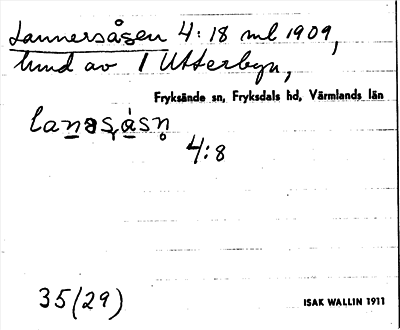 Lannersåsen 4:18 ml 1909,
hmd av 1 Utterbyn,
Fryksände sn, Fryksdals hd, Värmlands län
4:8
35(29)
ISAK WALLIN 1911